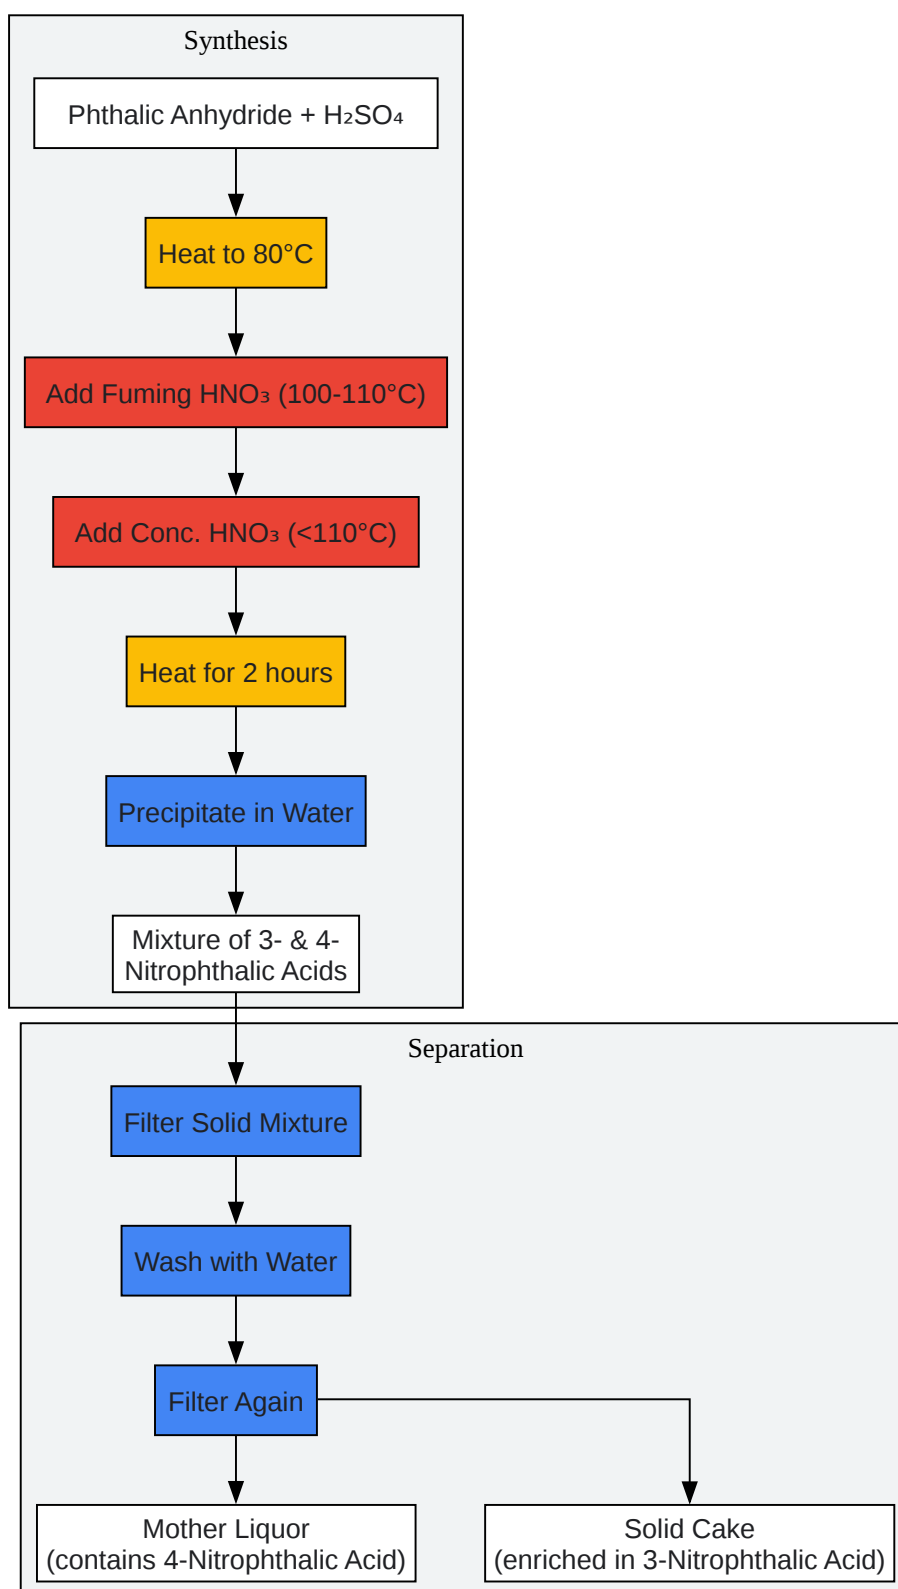 Synthesis
Phthalic Anhydride + H₂SO₄
Heat to 80°C
Add Fuming HNO₃ (100-110°C)
Add Conc. HNO₃ (<110°C)
Heat for 2 hours
Precipitate in Water
Mixture of 3- & 4-
Nitrophthalic Acids
Separation
Filter Solid Mixture
Wash with Water
Filter Again
Mother Liquor
(contains 4-Nitrophthalic Acid)
Solid Cake
(enriched in 3-Nitrophthalic Acid)